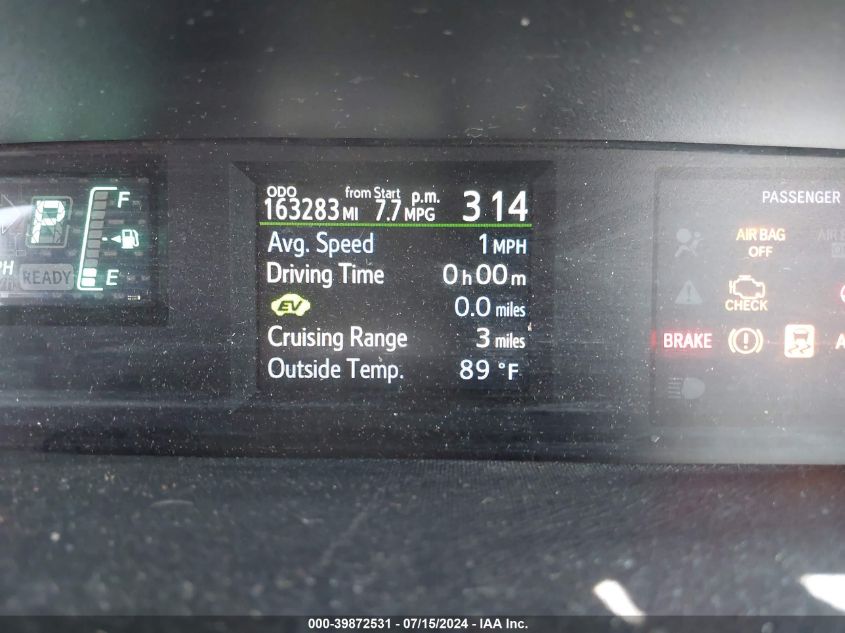 ODO from Start p.m.
163283 MI 7.7 MPG 3 14
Avg. Speed 1 MPH
Driving Time 0 h 00 m
EV 0.0 miles
Cruising Range 3 miles
Outside Temp. 89 °F
P
F
READY
E
PASSENGER
AIR BAG
OFF
CHECK
BRAKE
000-39872531 - 07/15/2024 - IAA Inc.